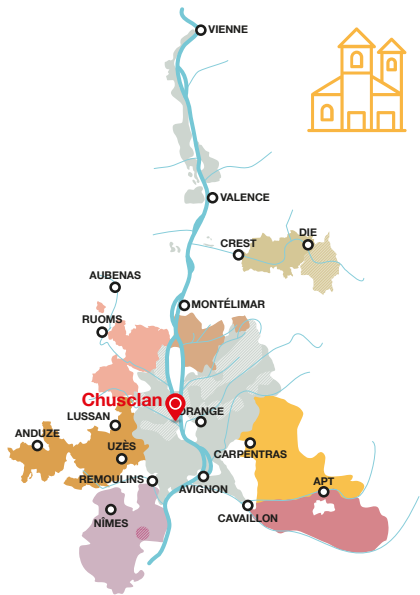 VIENNE
VALENCE
DIE
CREST
AUBENAS
MONTÉLIMAR
RUOMS
Chusclan
ORANGE
LUSSAN
ANDUZE
UZÈS
CARPENTRAS
REMOULINS
APT
AVIGNON
NÎMES
CAVAILLON